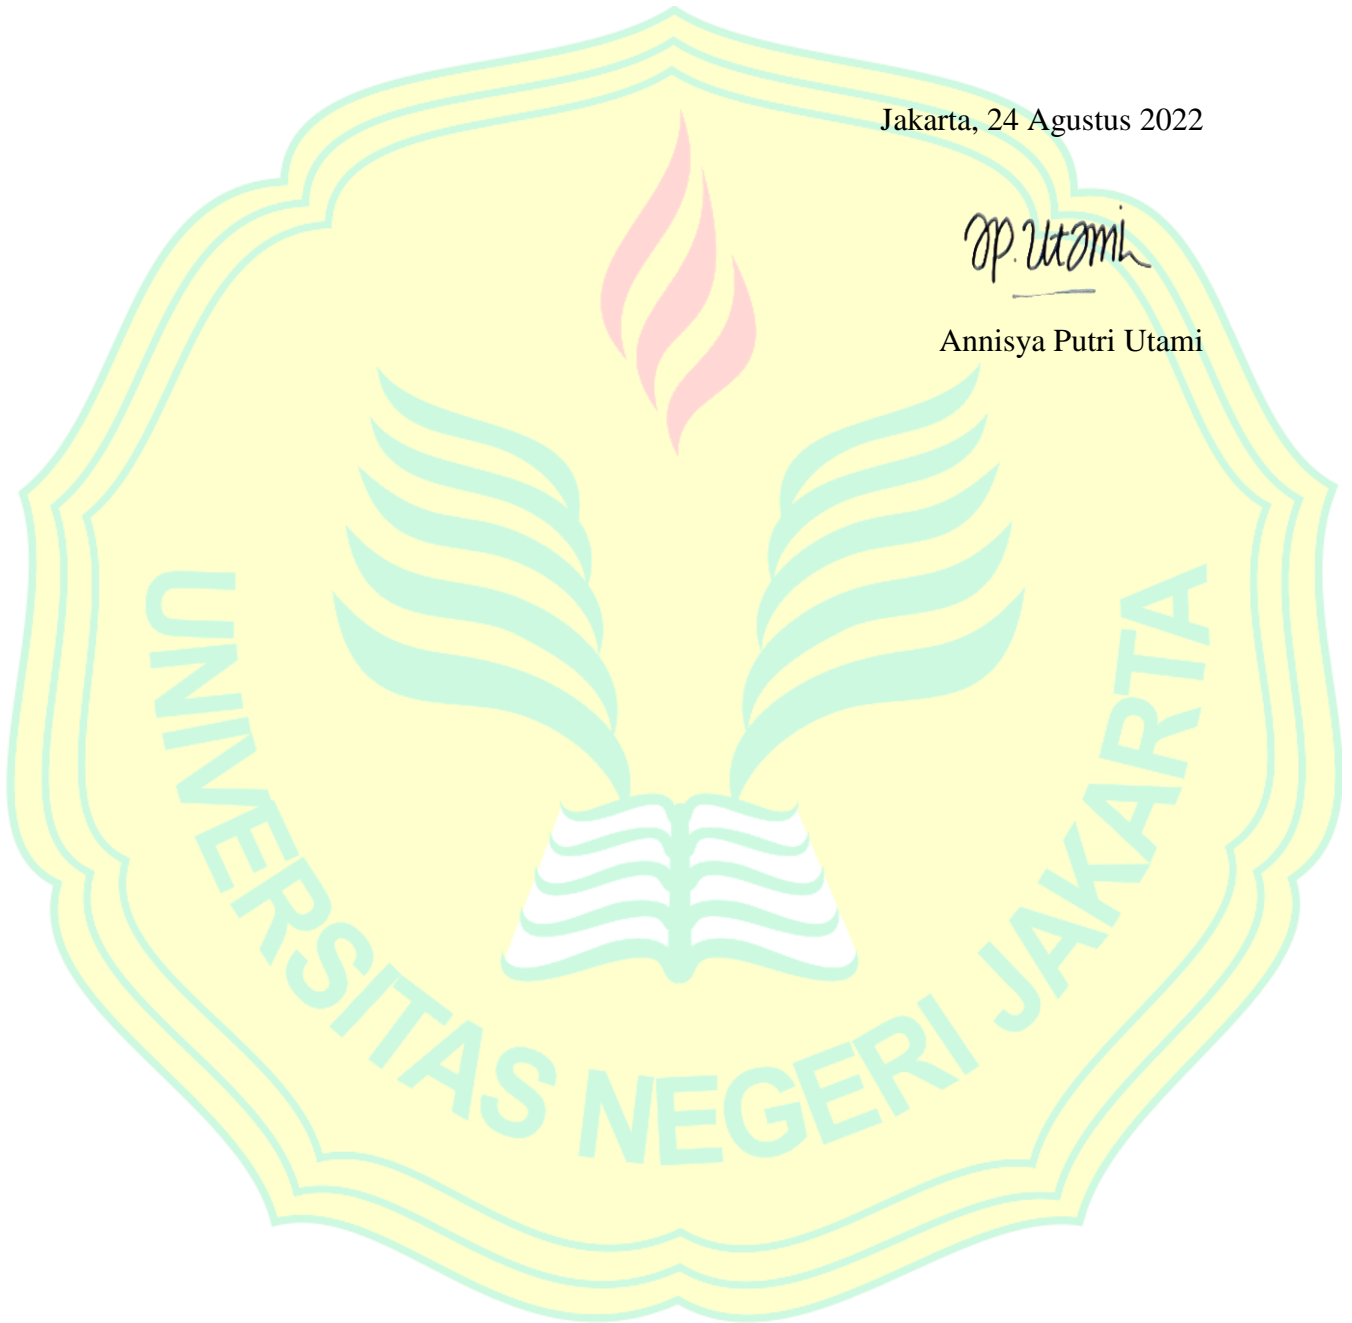 Jakarta, 24 Agustus 2022
AP. Utami
Annisya Putri Utami
UNIVERSITAS NEGERI JAKARTA